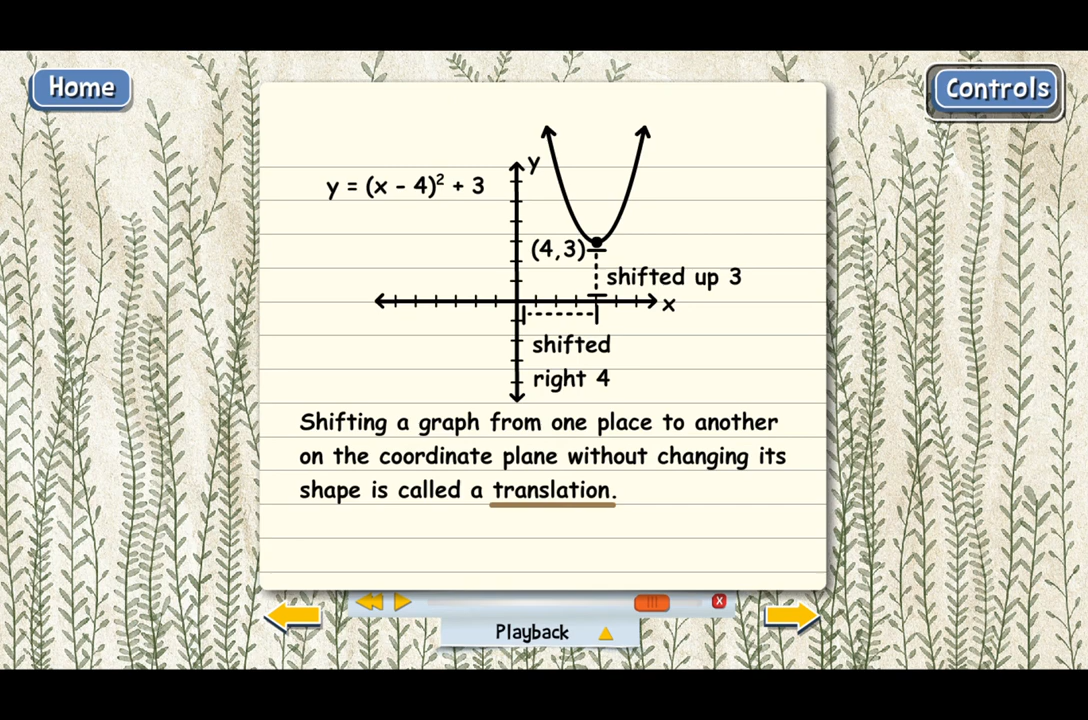 Home
Controls
y
y = (x - 4)² + 3
(4,3)
shifted up 3
x
shifted
right 4
Shifting a graph from one place to another
on the coordinate plane without changing its
shape is called a translation.
X
Playback